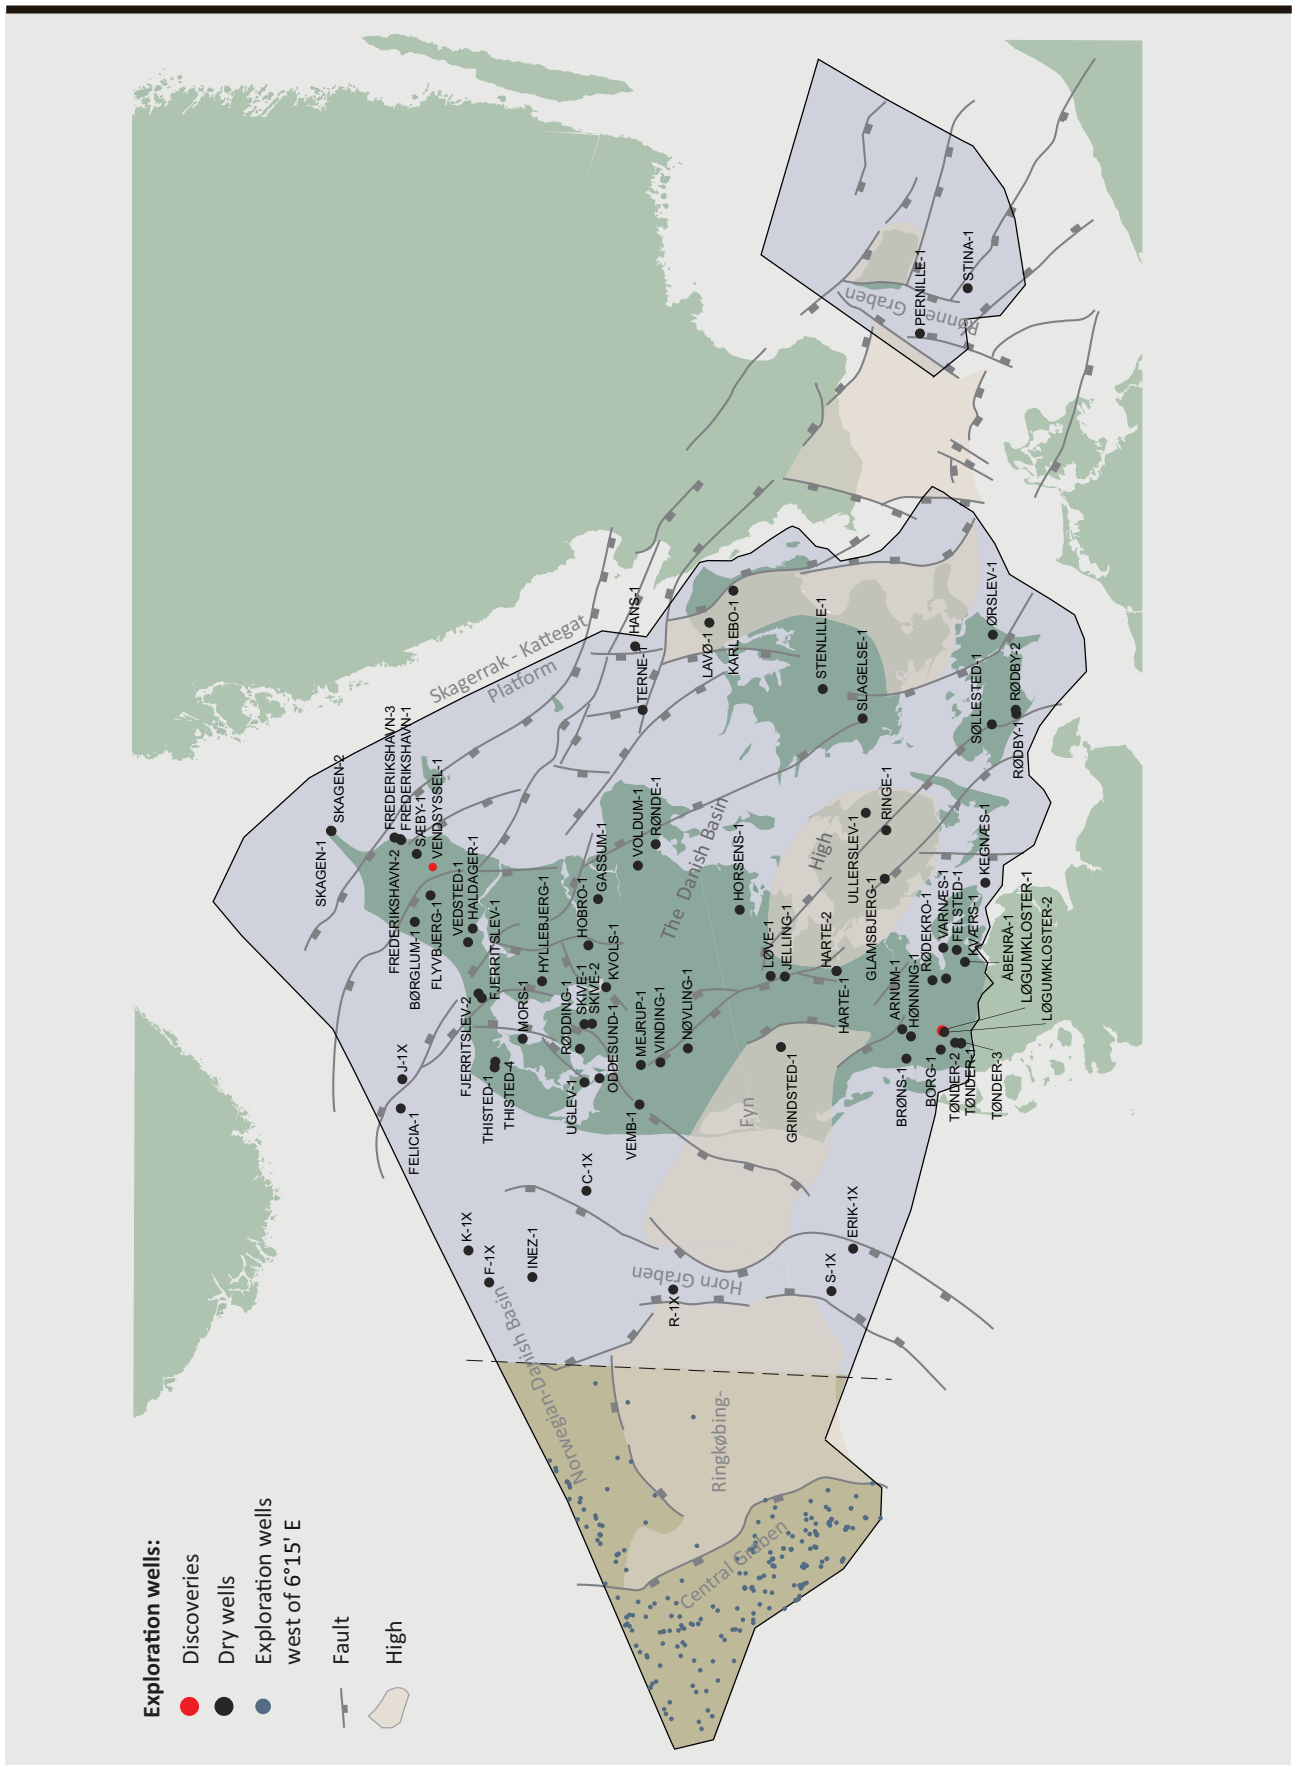 Exploration wells:
Discoveries
Dry wells
Exploration wells
west of 6°15' E
Fault
High
SKAGEN-1
SKAGEN-2
FREDERIKSHAVN-3
FREDERIKSHAVN-1
FREDERIKSHAVN-2
SÆBY-1
VENDSYSSEL-1
BØRGLUM-1
FLYVBJERG-1
VEDSTED-1
HALDAGER-1
J-1X
FELICIA-1
FJERRITSLEV-2
FJERRITSLEV-1
THISTED-1
THISTED-4
MORS-1
HYLLEBJERG-1
K-1X
F-1X
INEZ-1
C-1X
RØDDING-1
SKIVE-1
SKIVE-2
HOBRO-1
GASSUM-1
KVOLS-1
UGLEV-1
ODDESUND-1
VEMB-1
MEJRUP-1
VINDING-1
NØVLING-1
VOLDUM-1
RØNDE-1
HORSENS-1
TERNE-1
HANS-1
LAVØ-1
KARLEBO-1
STENLILLE-1
SLAGELSE-1
R-1X
S-1X
ERIK-1X
GRINDSTED-1
LØVE-1
JELLING-1
HARTE-2
HARTE-1
ULLERSLEV-1
RINGE-1
GLAMSBJERG-1
ARNUM-1
HØNNING-1
RØDEKRO-1
VARNÆS-1
FELSTED-1
KVÆRS-1
KEGNÆS-1
ÅBENRA-1
LØGUMKLOSTER-1
LØGUMKLOSTER-2
BRØNS-1
BORG-1
TØNDER-2
TØNDER-1
TØNDER-3
SØLLESTED-1
ØRSLEV-1
RØDBY-2
RØDBY-1
PERNILLE-1
STINA-1
Skagerrak - Kattegat
Platform
The Danish Basin
Norwegian-Danish Basin
Horn Graben
Central Graben
Ringkøbing-
Fyn
High
Rønne Graben